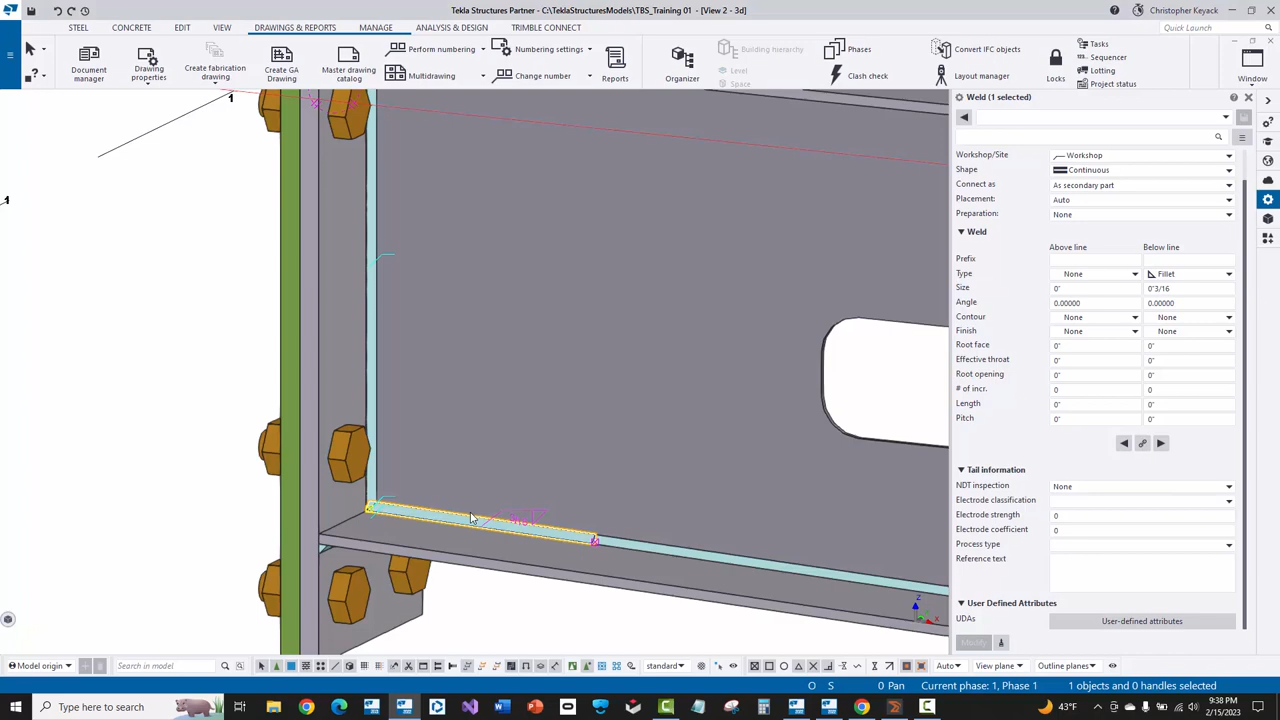 Tekla Structures Partner - C:\TeklaStructuresModels\TBS_Training 01 - [View 2 - 3d]
Christopher Keyack
STEEL CONCRETE EDIT DRAWINGS & REPORTS MANAGE ANALYSIS & DESIGN TRIMBLE CONNECT
Quick Launch
Document manager
Drawing properties
Create fabrication drawing
Create GA Drawing
Master drawing catalog
Perform numbering
Multidrawing
Numbering settings
Change number
Reports
Organizer
Building hierarchy
Level
Space
Phases
Clash check
Convert IFC objects
Layout manager
Locks
Tasks
Sequencer
Lotting
Project status
Window
1
1
Weld (1 selected)
Workshop/Site Workshop
Shape Continuous
Connect as As secondary part
Placement: Auto
Preparation: None
Weld
Above line Below line
Prefix
Type None Fillet
Size 0" 0"3/16
Angle 0.00000 0.00000
Contour None None
Finish None None
Root face 0" 0"
Effective throat 0" 0"
Root opening 0" 0"
# of incr. 0 0
Length 0" 0"
Pitch 0" 0"
Tail information
NDT inspection None
Electrode classification
Electrode strength 0
Electrode coefficient 0
Process type
Reference text
User Defined Attributes
UDAs User-defined attributes
Modify
z
x
Model origin
Search in model
standard
Auto
View plane
Outline planes
O S 0 Pan Current phase: 1, Phase 1 1 objects and 0 handles selected
Type here to search
9:38 PM
2/15/2023